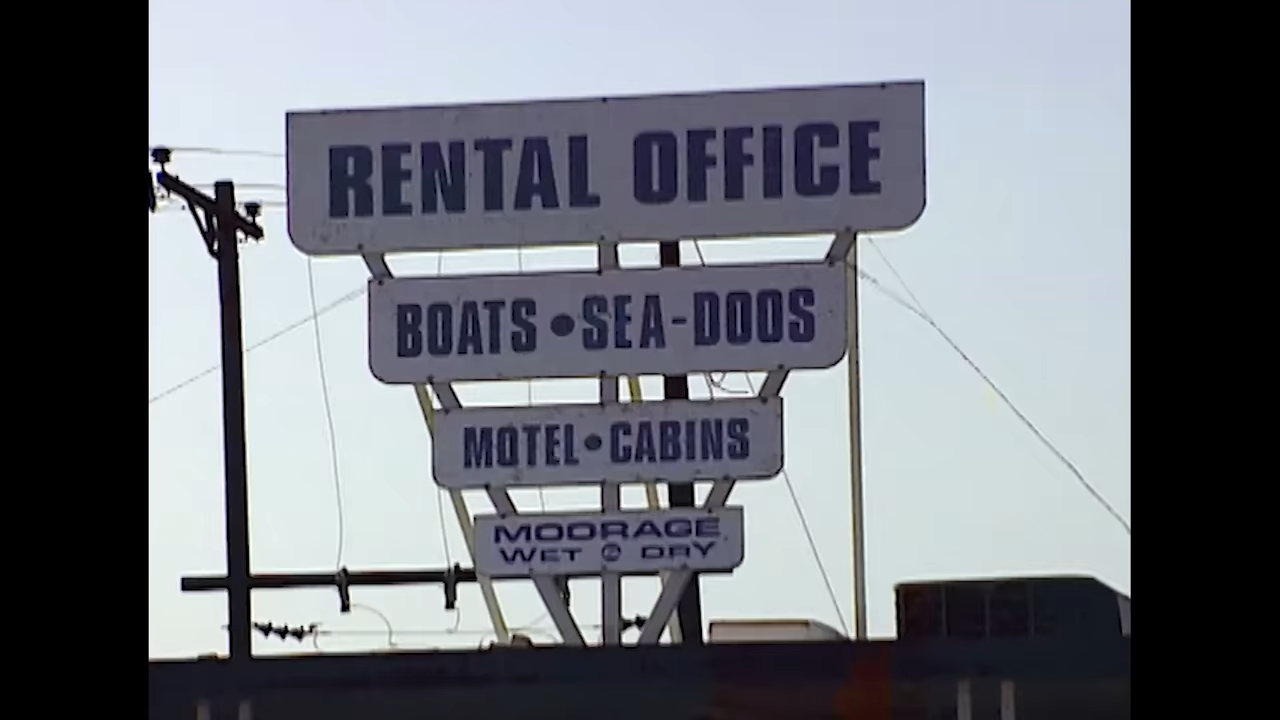 RENTAL OFFICE
BOATS • SEA-DOOS
MOTEL • CABINS
MOORAGE
WET & DRY